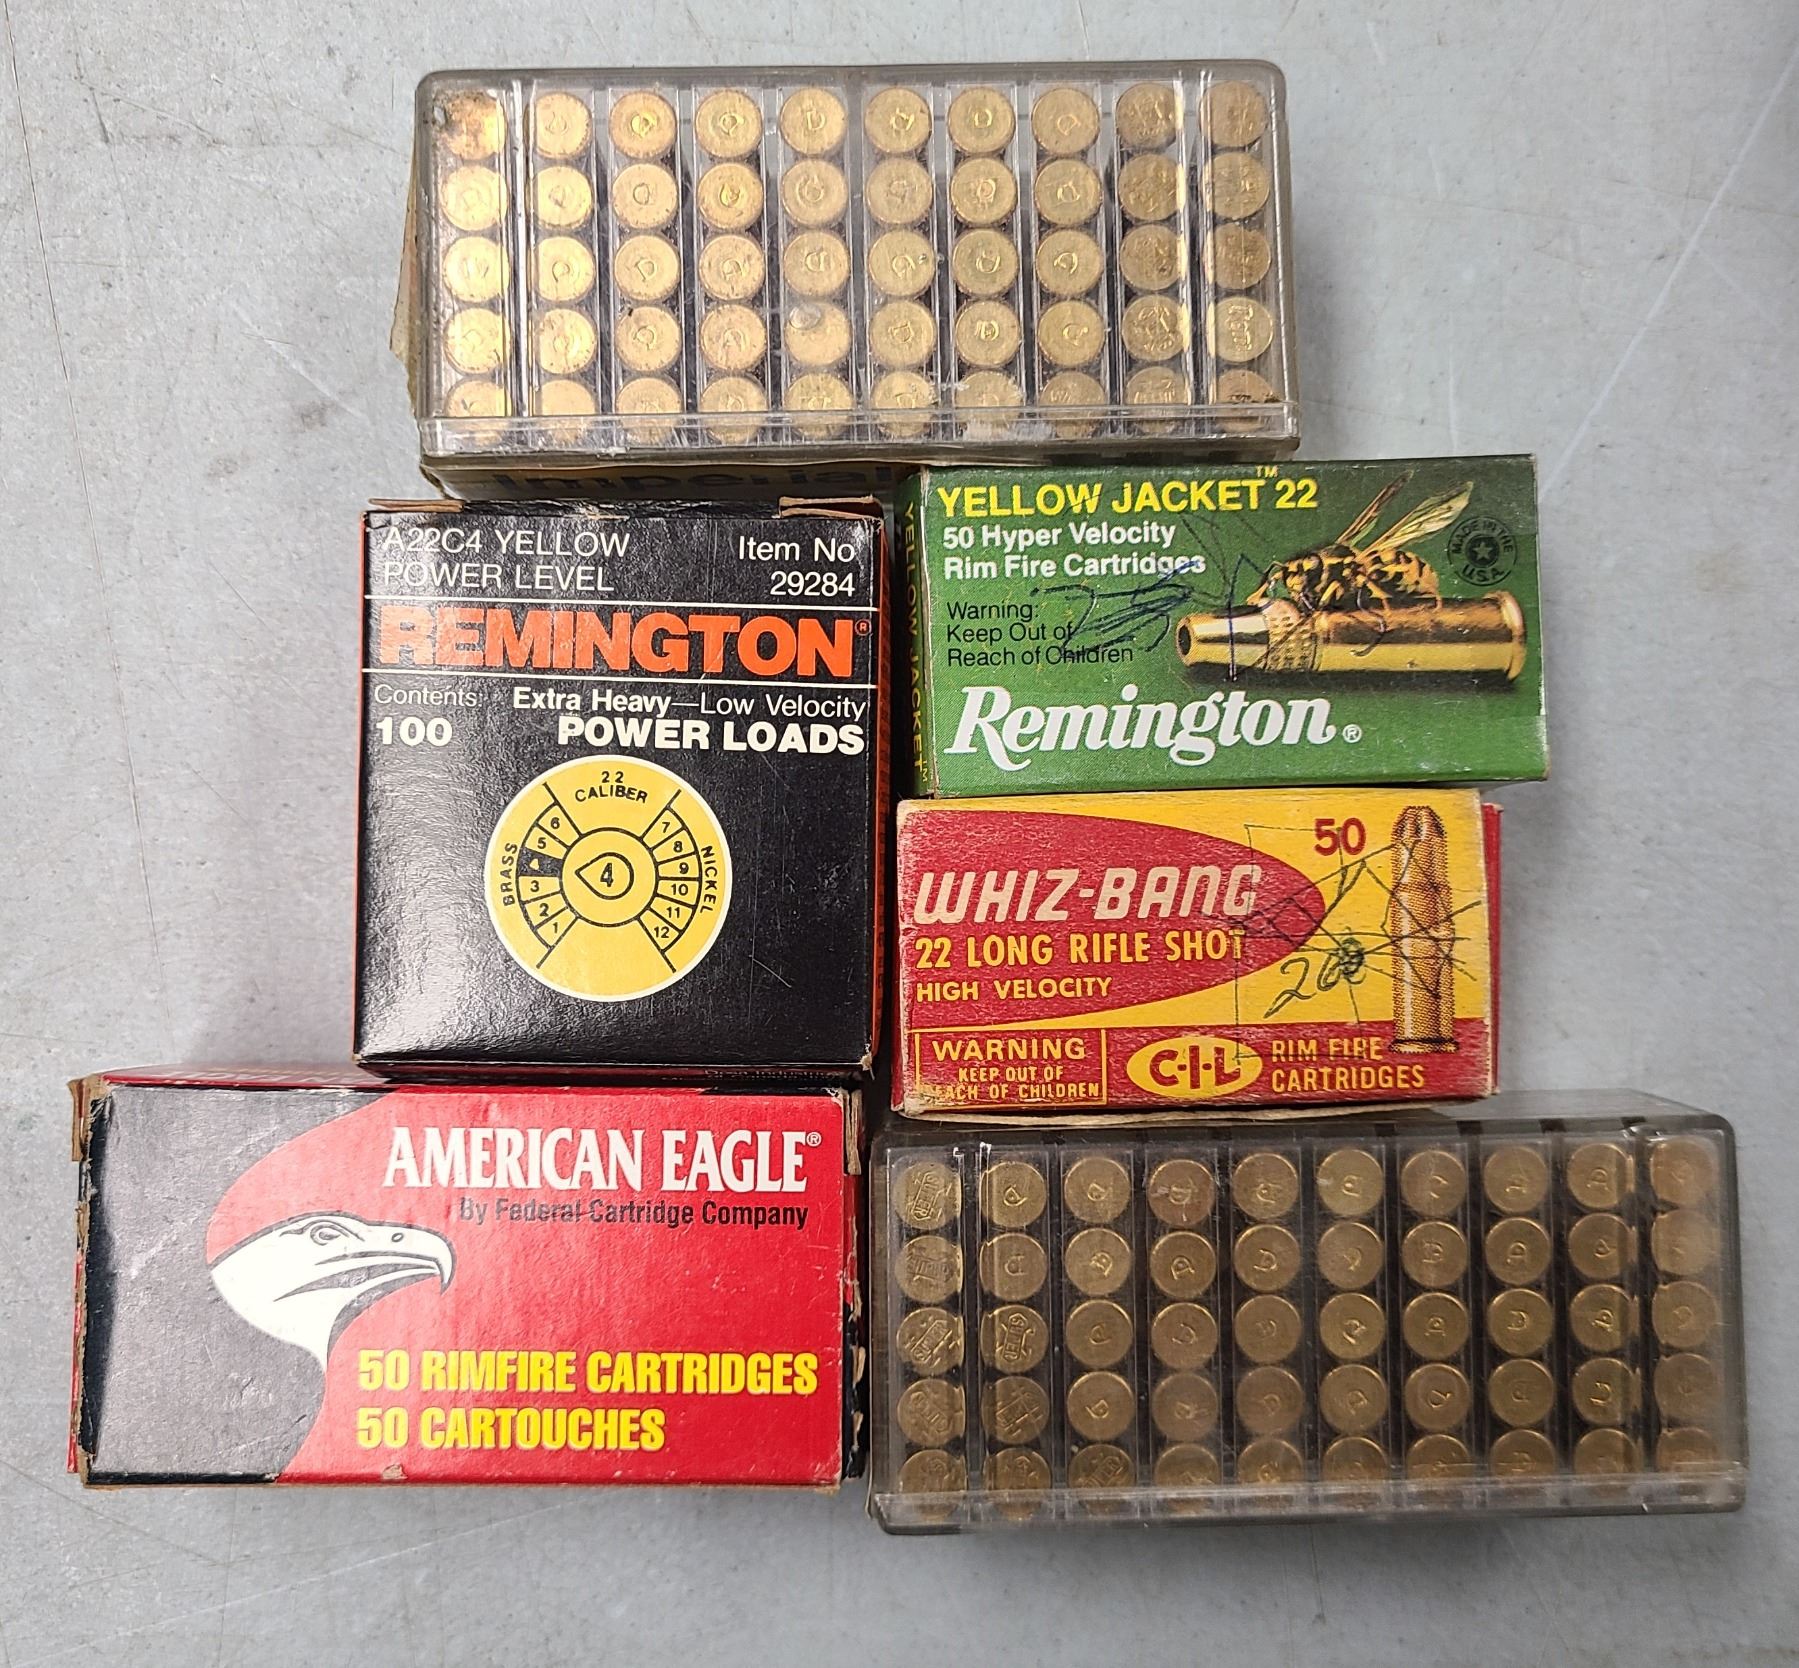 Imperial
A22C4 YELLOW
POWER LEVEL
Item No
29284
REMINGTON®
Contents:
100
Extra Heavy—Low Velocity
POWER LOADS
22
CALIBER
BRASS
NICKEL
6
5
4
3
2
1
7
8
9
10
11
12
4
YELLOW JACKET™ 22
50 Hyper Velocity
Rim Fire Cartridges
Warning:
Keep Out of
Reach of Children
MADE IN THE
U.S.A.
Remington®
YELLOW JACKET
50
WHIZ-BANG
22 LONG RIFLE SHOT
HIGH VELOCITY
WARNING
KEEP OUT OF
REACH OF CHILDREN
C-I-L
RIM FIRE
CARTRIDGES
AMERICAN EAGLE®
By Federal Cartridge Company
50 RIMFIRE CARTRIDGES
50 CARTOUCHES
SUPER